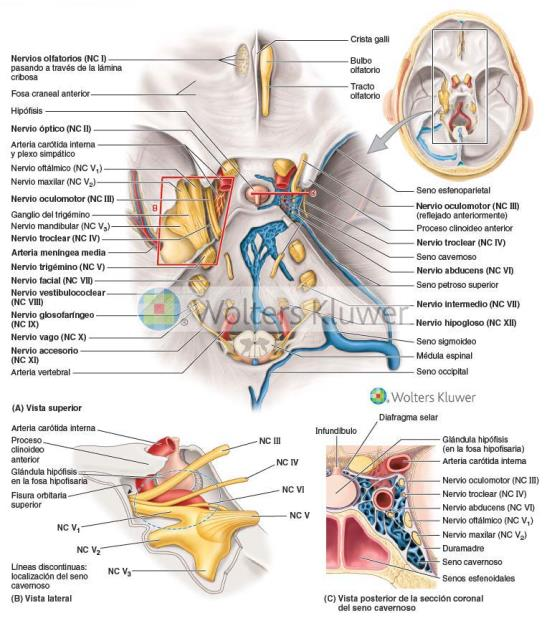 Nervios olfatorios (NC I)
pasando a través de la lámina
cribosa
Fosa craneal anterior
Hipófisis
Nervio óptico (NC II)
Arteria carótida interna
y plexo simpático
Nervio oftálmico (NC V1)
Nervio maxilar (NC V2)
Nervio oculomotor (NC III)
Ganglio del trigémino
Nervio mandibular (NC V3)
Nervio troclear (NC IV)
Arteria meníngea media
Nervio trigémino (NC V)
Nervio facial (NC VII)
Nervio vestibulococlear
(NC VIII)
Nervio glosofaríngeo
(NC IX)
Nervio vago (NC X)
Nervio accesorio
(NC XI)
Arteria vertebral
B
C
Crista galli
Bulbo
olfatorio
Tracto
olfatorio
Seno esfenoparietal
Nervio oculomotor (NC III)
(reflejado anteriormente)
Proceso clinoideo anterior
Nervio troclear (NC IV)
Seno cavernoso
Nervio abducens (NC VI)
Seno petroso superior
Nervio intermedio (NC VII)
Nervio hipogloso (NC XII)
Seno sigmoideo
Médula espinal
Seno occipital
Wolters Kluwer
(A) Vista superior
Wolters Kluwer
Arteria carótida interna
Proceso
clinoideo
anterior
Glándula hipófisis
en la fosa hipofisaria
Fisura orbitaria
superior
NC III
NC IV
NC VI
NC V
NC V1
NC V2
NC V3
Líneas discontinuas:
localización del seno
cavernoso
(B) Vista lateral
Diafragma selar
Infundíbulo
Glándula hipófisis
(en la fosa hipofisaria)
Arteria carótida interna
Nervio oculomotor (NC III)
Nervio troclear (NC IV)
Nervio abducens (NC VI)
Nervio oftálmico (NC V1)
Nervio maxilar (NC V2)
Duramadre
Seno cavernoso
Senos esfenoidales
(C) Vista posterior de la sección coronal
del seno cavernoso